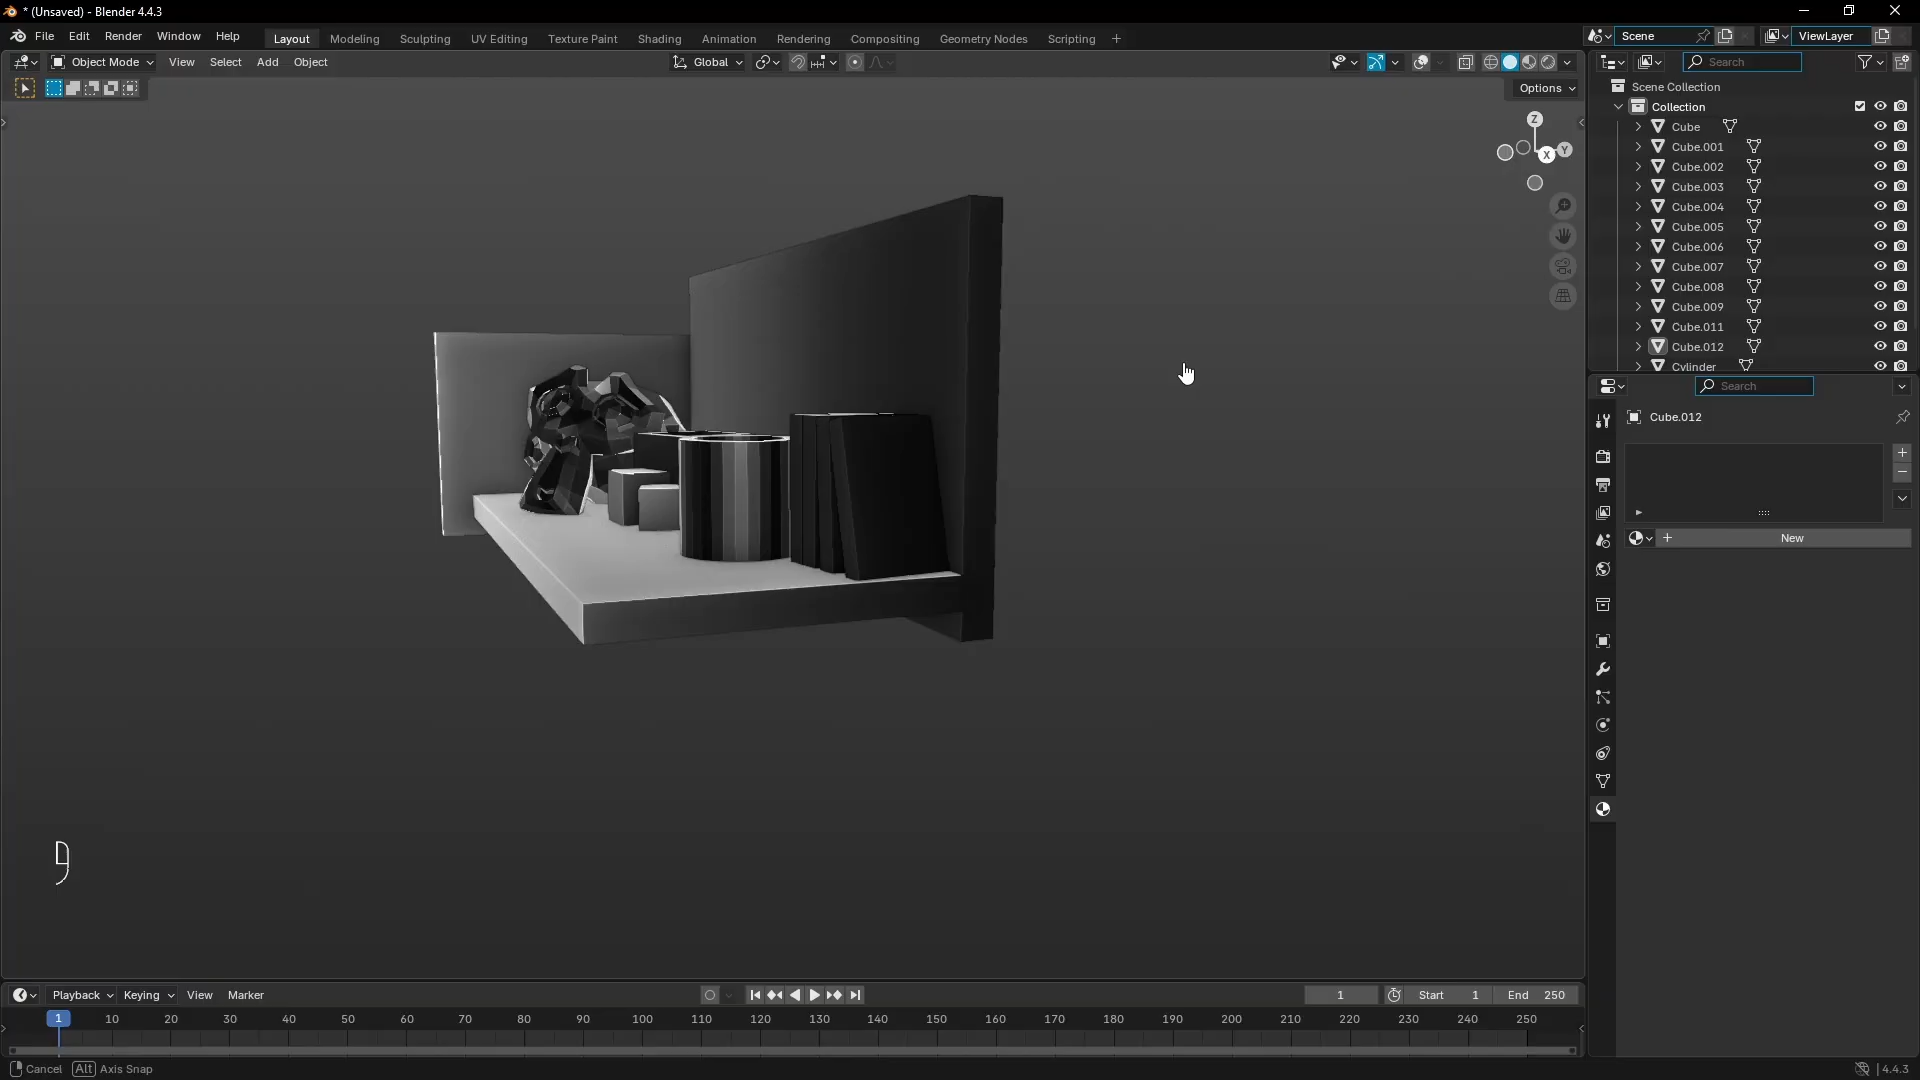 * (Unsaved) - Blender 4.4.3
File Edit Render Window Help Layout Modeling Sculpting UV Editing Texture Paint Shading Animation Rendering Compositing Geometry Nodes Scripting + Scene ViewLayer
Object Mode View Select Add Object Global Search
Options
Scene Collection
Collection
Cube
Cube.001
Cube.002
Cube.003
Cube.004
Cube.005
Cube.006
Cube.007
Cube.008
Cube.009
Cube.011
Cube.012
Cylinder
Z
X
Y
Search
Cube.012
+ New
Playback Keying View Marker 1 Start 1 End 250
1 10 20 30 40 50 60 70 80 90 100 110 120 130 140 150 160 170 180 190 200 210 220 230 240 250
Cancel Alt Axis Snap 4.4.3